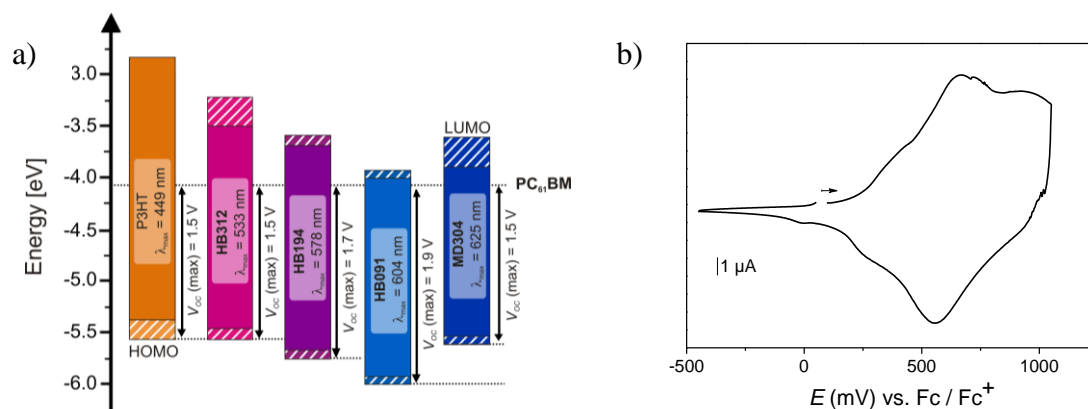 a)
Energy [eV]
3.0
-3.5
-4.0
-4.5
-5.0
-5.5
-6.0
P3HT
λmax = 449 nm
HOMO
VOC (max) = 1.5 V
HB312
λmax = 533 nm
VOC (max) = 1.5 V
HB194
λmax = 578 nm
VOC (max) = 1.7 V
HB091
λmax = 604 nm
VOC (max) = 1.9 V
LUMO
MD304
λmax = 625 nm
VOC (max) = 1.5 V
PC61BM
b)
1 µA
-500
0
500
1000
E (mV) vs. Fc / Fc+